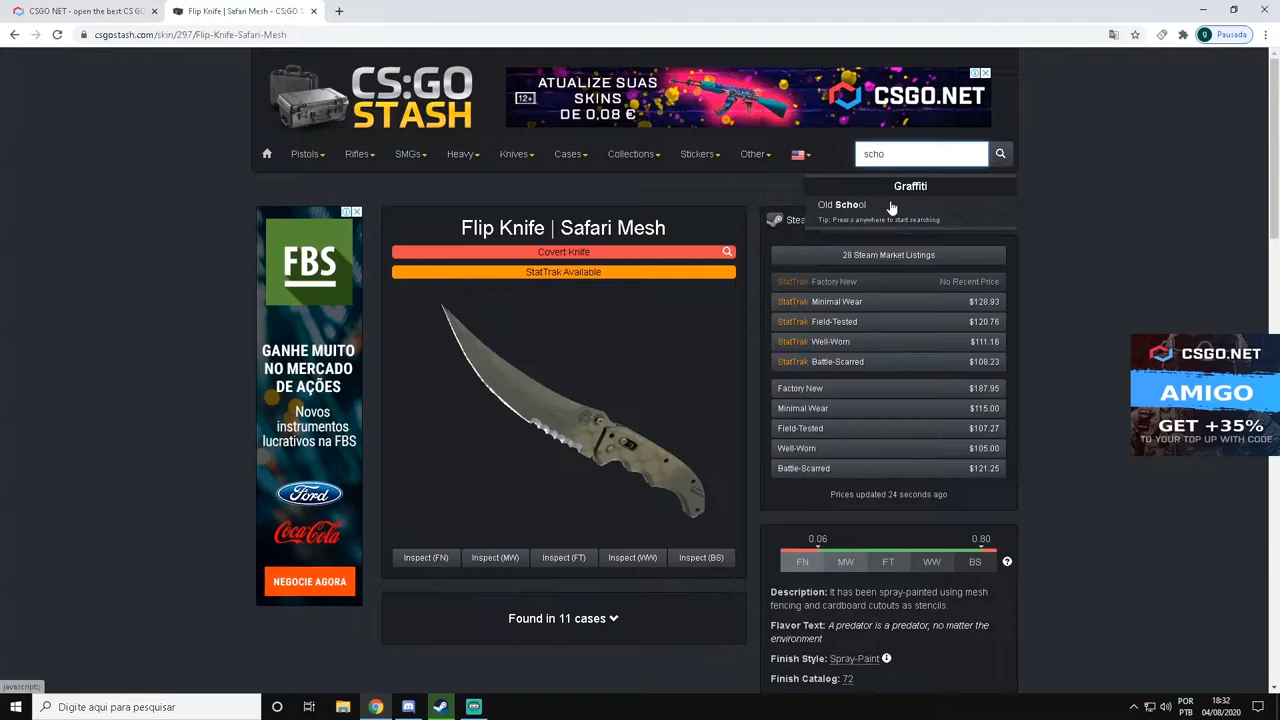 CSGO NET - open the best CS GO
Flip Knife | Safari Mesh - CS:GO S
csgostash.com/skin/297/Flip-Knife-Safari-Mesh
g
Pausada
CS:GO
STASH
ATUALIZE SUAS
12+
SKINS
DE 0,08 €
CSGO.NET
Pistols
Rifles
SMGs
Heavy
Knives
Cases
Collections
Stickers
Other
scho
Graffiti
Old School
Tip: Press s anywhere to start searching
FBS
GANHE MUITO
NO MERCADO
DE AÇÕES
Novos
instrumentos
lucrativos na FBS
Ford
Coca-Cola
NEGOCIE AGORA
Flip Knife | Safari Mesh
Covert Knife
StatTrak Available
Inspect (FN)
Inspect (MW)
Inspect (FT)
Inspect (WW)
Inspect (BS)
Found in 11 cases
Stea
28 Steam Market Listings
StatTrak Factory New No Recent Price
StatTrak Minimal Wear $128.93
StatTrak Field-Tested $120.76
StatTrak Well-Worn $111.16
StatTrak Battle-Scarred $108.23
Factory New $187.95
Minimal Wear $115.00
Field-Tested $107.27
Well-Worn $105.00
Battle-Scarred $121.25
Prices updated 24 seconds ago
0.06 0.80
FN MW FT WW BS
Description: It has been spray-painted using mesh
fencing and cardboard cutouts as stencils.
Flavor Text: A predator is a predator, no matter the
environment
Finish Style: Spray-Paint
Finish Catalog: 72
CSGO.NET
AMIGO
GET +35%
TO YOUR TOP UP WITH CODE
javascript:;
Digite aqui para pesquisar
POR
PTB
18:32
04/08/2020